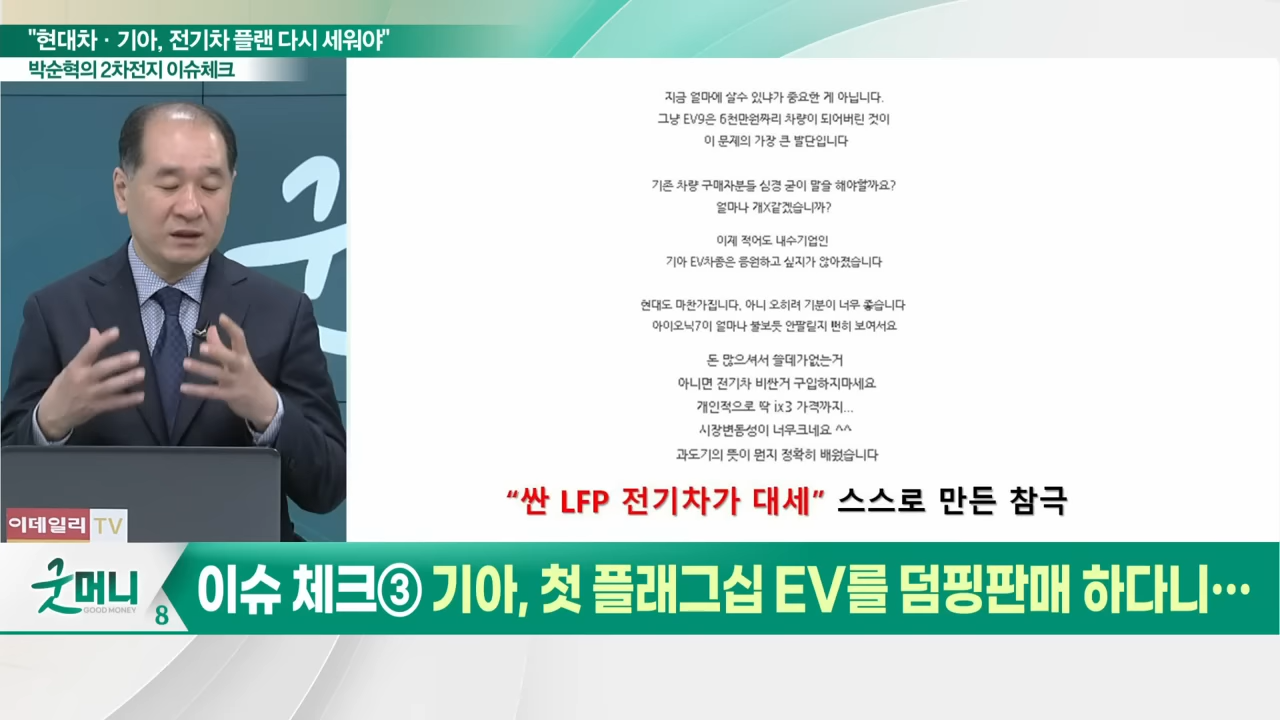 "현대차 · 기아, 전기차 플랜 다시 세워야"
박순혁의 2차전지 이슈체크
지금 얼마에 살수 있냐가 중요한 게 아닙니다.
그냥 EV9은 6천만원짜리 차량이 되어버린 것이
이 문제의 가장 큰 발단입니다
기존 차량 구매자분들 심경 굳이 말을 해야할까요?
얼마나 개X같겠습니까?
이제 적어도 내수기업인
기아 EV차종은 응원하고 싶지가 않아졌습니다
현대도 마찬가집니다. 아니 오히려 기분이 너무 좋습니다
아이오닉7이 얼마나 불보듯 안팔릴지 뻔히 보여서요
돈 많으셔서 쓸데가없는거
아니면 전기차 비싼거 구입하지마세요
개인적으로 딱 ix3 가격까지...
시장변동성이 너무크네요 ^^
과도기의 뜻이 뭔지 정확히 배웠습니다
“싼 LFP 전기차가 대세” 스스로 만든 참극
이데일리 TV
굿머니
GOOD MONEY
8
이슈 체크③ 기아, 첫 플래그십 EV를 덤핑판매 하다니…